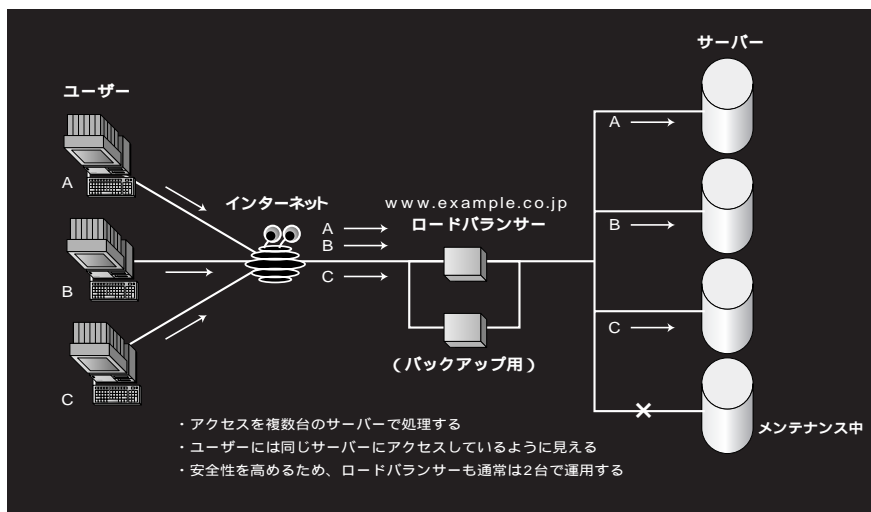 サーバー
ユーザー
A
B
C
インターネット
A
B
C
www.example.co.jp
ロードバランサー
(バックアップ用)
A
B
C
メンテナンス中
・アクセスを複数台のサーバーで処理する
・ユーザーには同じサーバーにアクセスしているように見える
・安全性を高めるため、ロードバランサーも通常は2台で運用する